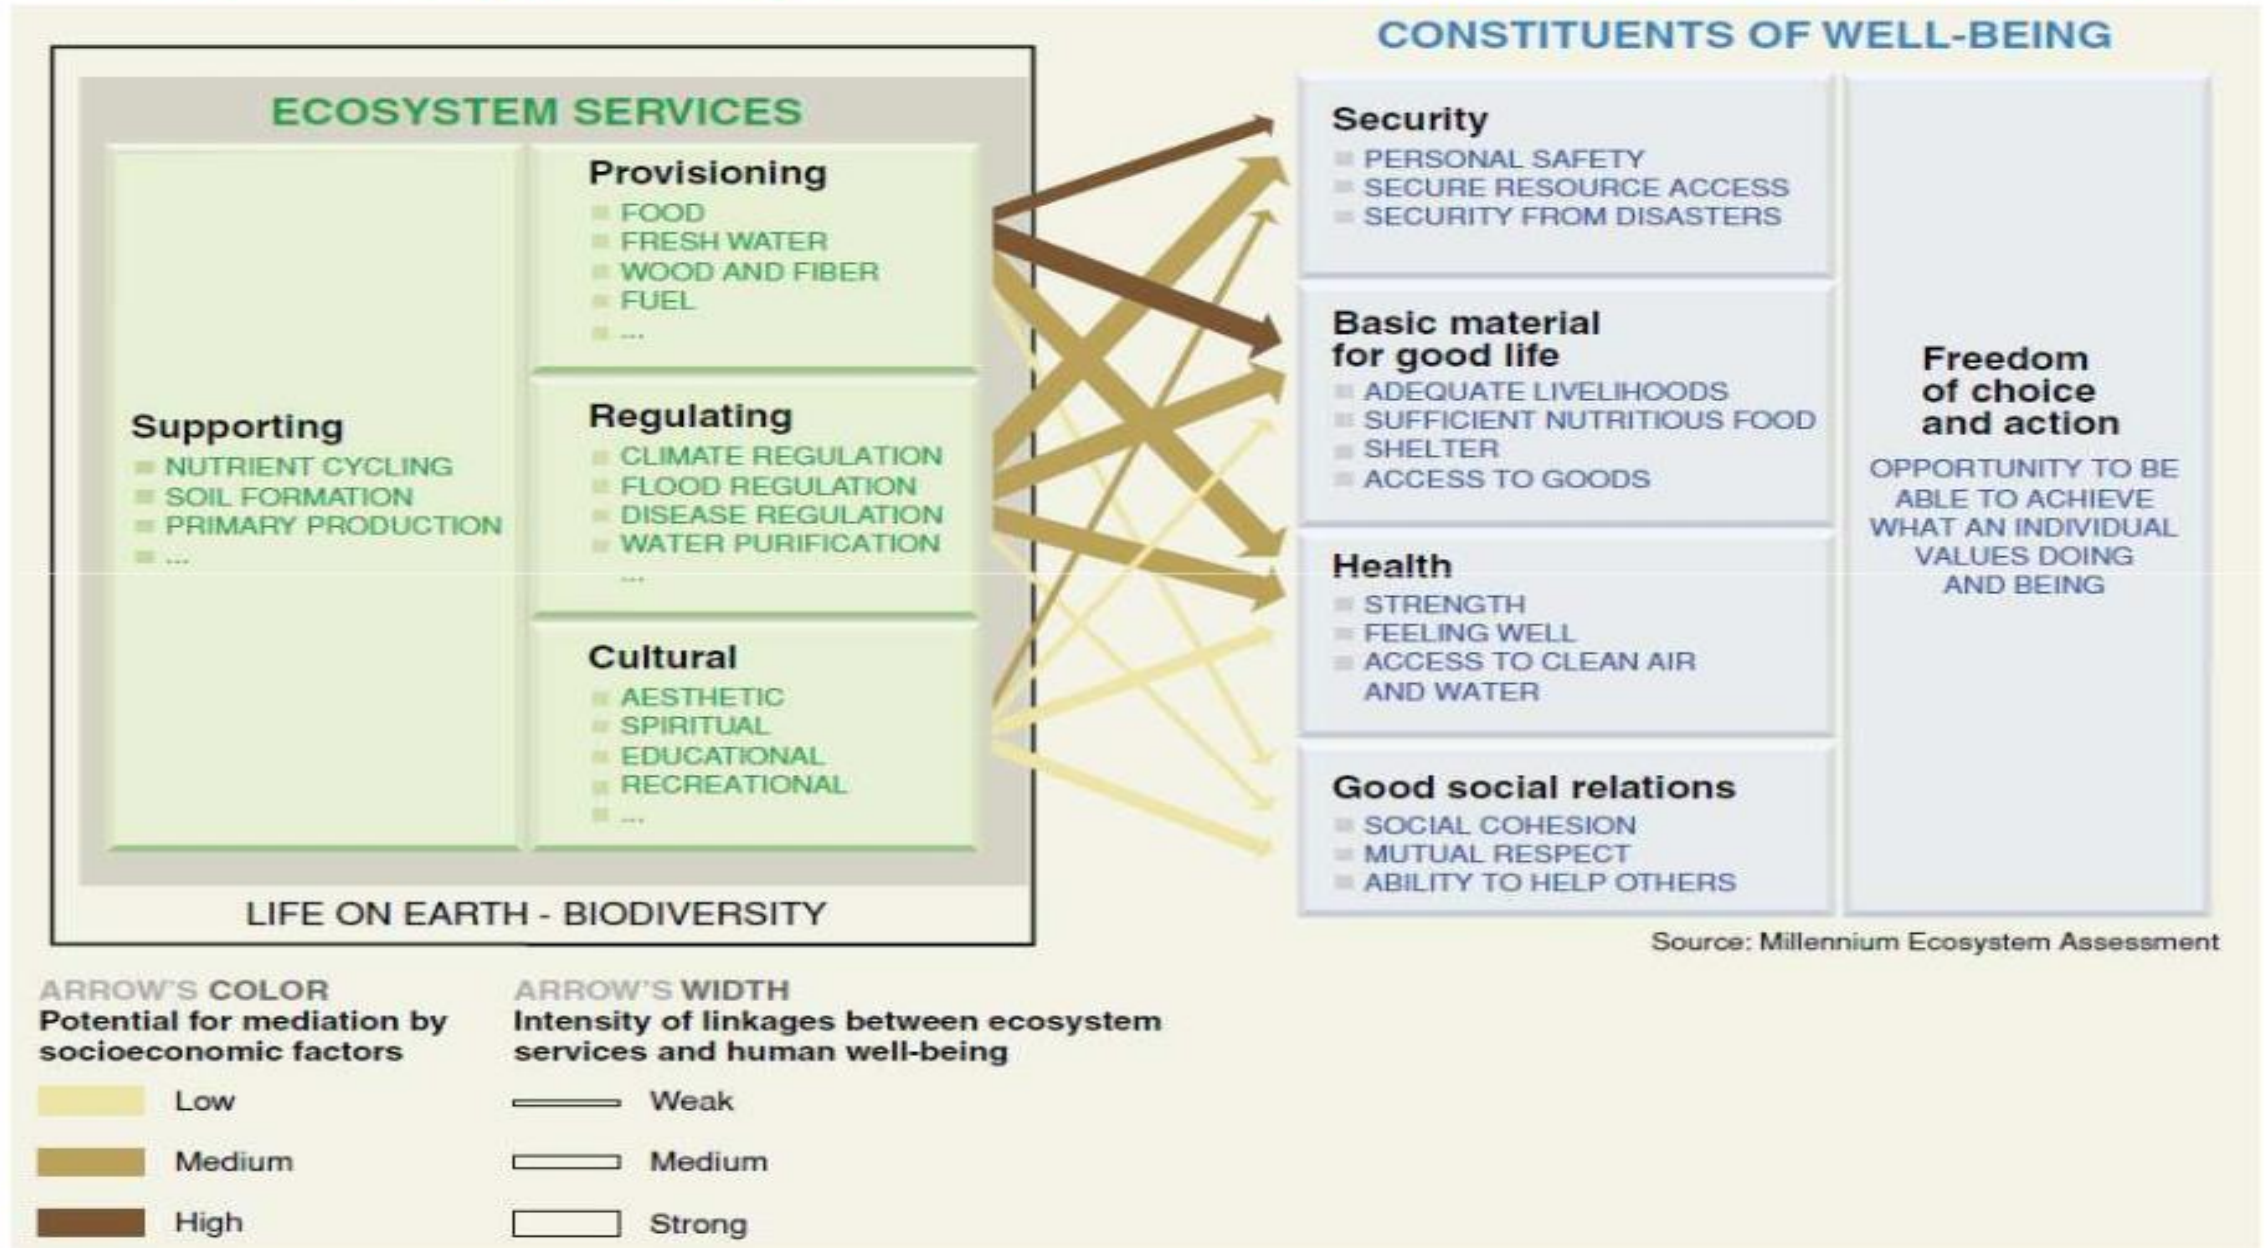 ECOSYSTEM SERVICES
Supporting
NUTRIENT CYCLING
SOIL FORMATION
PRIMARY PRODUCTION
...
Provisioning
FOOD
FRESH WATER
WOOD AND FIBER
FUEL
...
Regulating
CLIMATE REGULATION
FLOOD REGULATION
DISEASE REGULATION
WATER PURIFICATION
...
Cultural
AESTHETIC
SPIRITUAL
EDUCATIONAL
RECREATIONAL
...
LIFE ON EARTH - BIODIVERSITY
CONSTITUENTS OF WELL-BEING
Security
PERSONAL SAFETY
SECURE RESOURCE ACCESS
SECURITY FROM DISASTERS
Basic material
for good life
ADEQUATE LIVELIHOODS
SUFFICIENT NUTRITIOUS FOOD
SHELTER
ACCESS TO GOODS
Health
STRENGTH
FEELING WELL
ACCESS TO CLEAN AIR
AND WATER
Good social relations
SOCIAL COHESION
MUTUAL RESPECT
ABILITY TO HELP OTHERS
Freedom
of choice
and action
OPPORTUNITY TO BE
ABLE TO ACHIEVE
WHAT AN INDIVIDUAL
VALUES DOING
AND BEING
Source: Millennium Ecosystem Assessment
ARROW'S COLOR
Potential for mediation by
socioeconomic factors
Low
Medium
High
ARROW'S WIDTH
Intensity of linkages between ecosystem
services and human well-being
Weak
Medium
Strong